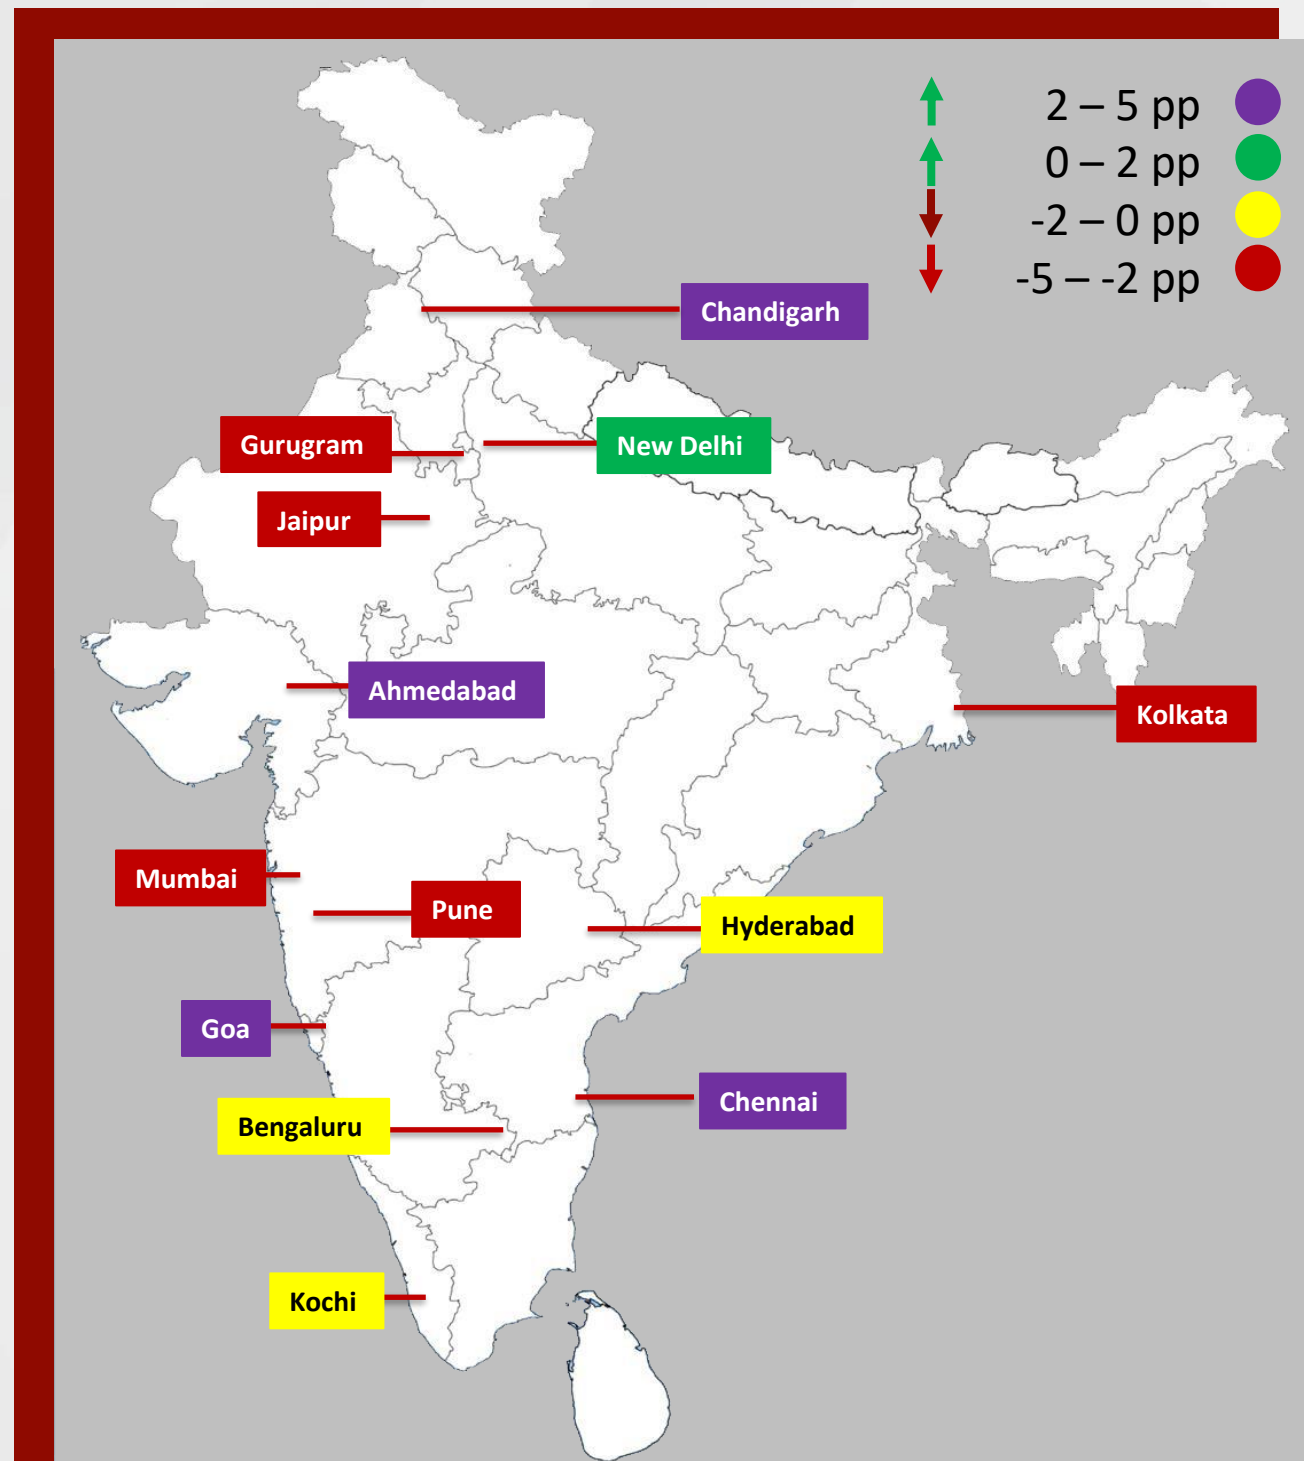 2 – 5 pp
0 – 2 pp
-2 – 0 pp
-5 – -2 pp
Chandigarh
Gurugram
New Delhi
Jaipur
Ahmedabad
Kolkata
Mumbai
Pune
Hyderabad
Goa
Chennai
Bengaluru
Kochi